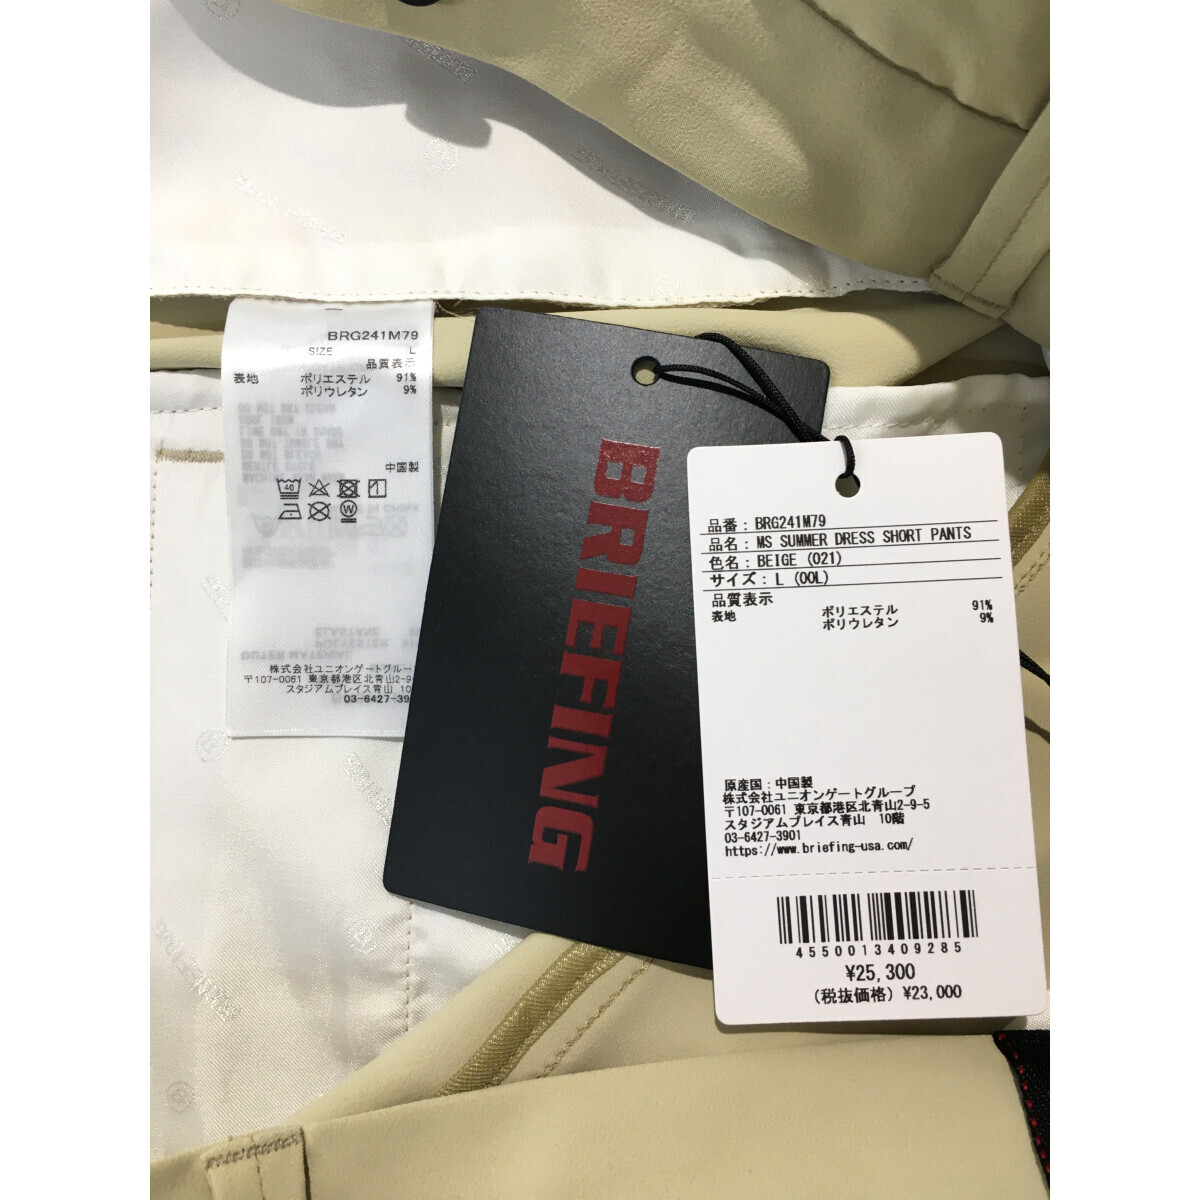 BRG241M79
SIZE L
品質表示
表地 ポリエステル 91%
ポリウレタン 9%
中国製
40
W
株式会社ユニオンゲートグルー
〒107-0061 東京都港区北青山2-9-
スタジアムプレイス青山 10
03-6427-39
BRIEFING
品番:BRG241M79
品名:MS SUMMER DRESS SHORT PANTS
色名:BEIGE (021)
サイズ:L (00L)
品質表示
表地 ポリエステル 91%
ポリウレタン 9%
原産国:中国製
株式会社ユニオンゲートグループ
〒107-0061 東京都港区北青山2-9-5
スタジアムプレイス青山 10階
03-6427-3901
https://www.briefing-usa.com/
4550013409285
¥25,300
(税抜価格) ¥23,000